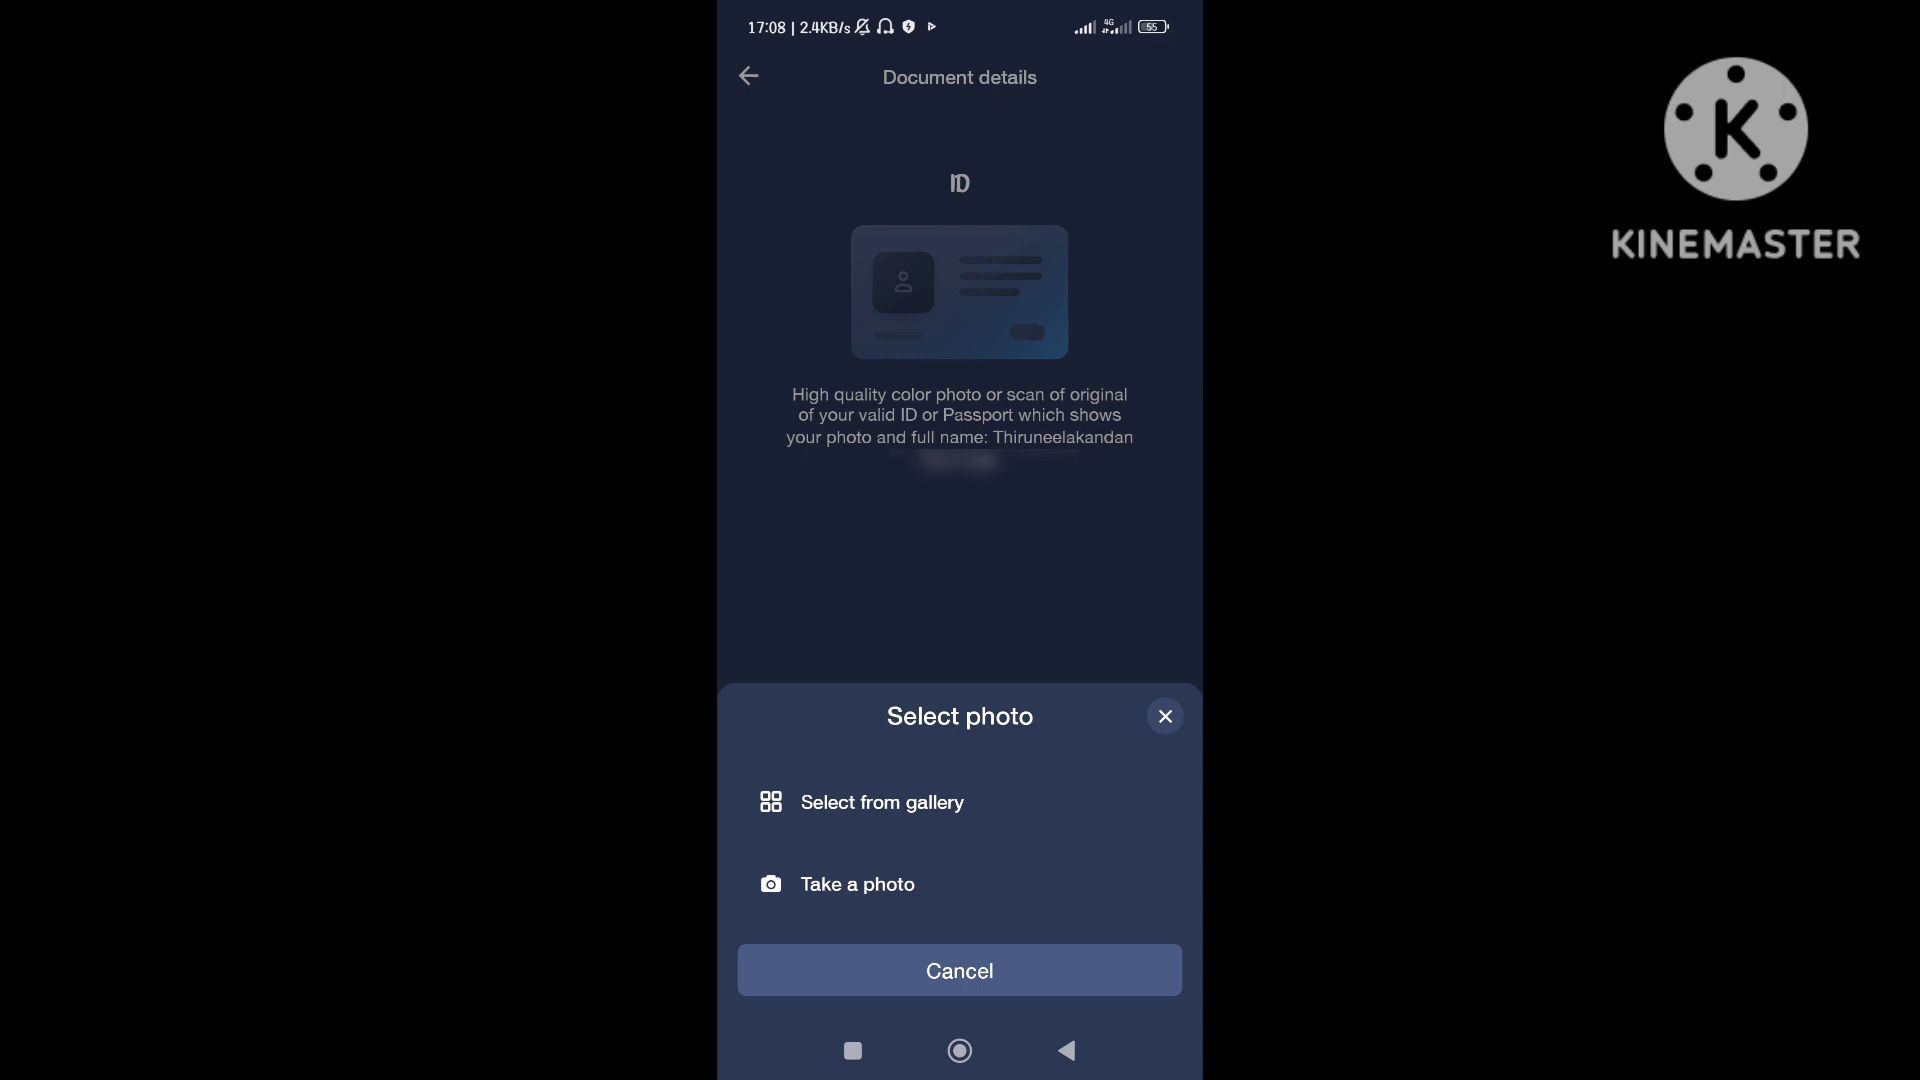 17:08 | 2.4KB/s
4G
55
Document details
ID
High quality color photo or scan of original
of your valid ID or Passport which shows
your photo and full name: Thiruneelakandan
Select photo
Select from gallery
Take a photo
Cancel
K
KINEMASTER